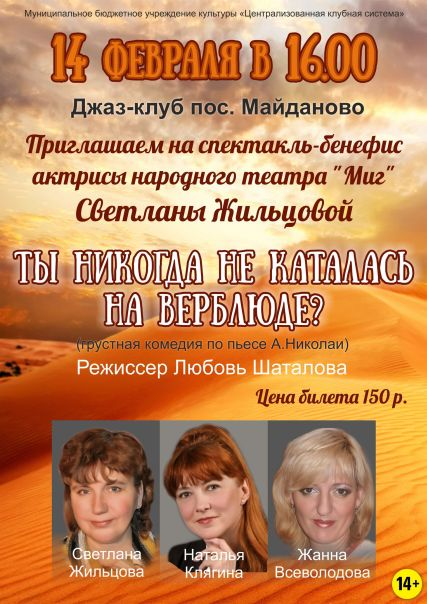 Муниципальное бюджетное учреждение культуры «Централизованная клубная система»
14 февраля в 16.00
Джаз-клуб пос. Майданово
Приглашаем на спектакль-бенефис
актрисы народного театра "Миг"
Светланы Жильцовой
Ты никогда не каталась
на верблюде?
(грустная комедия по пьесе А.Николаи)
Режиссер Любовь Шаталова
Цена билета 150 р.
Светлана
Жильцова
Наталья
Клягина
Жанна
Всеволодова
14+